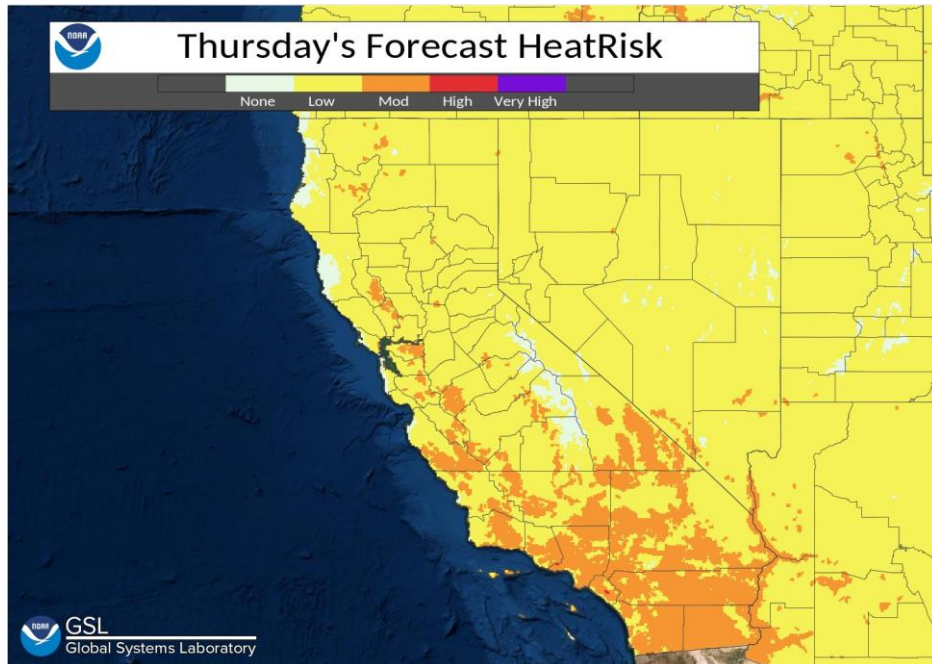 NOAA
Thursday's Forecast HeatRisk
None Low Mod High Very High
NOAA
GSL
Global Systems Laboratory